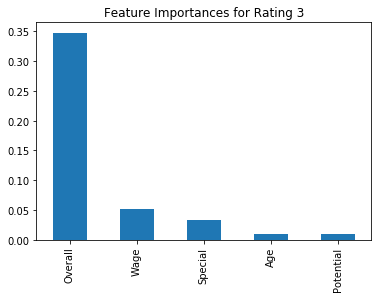 Feature Importances for Rating 3
0.35
0.30
0.25
0.20
0.15
0.10
0.05
0.00
Overall
Wage
Special
Age
Potential